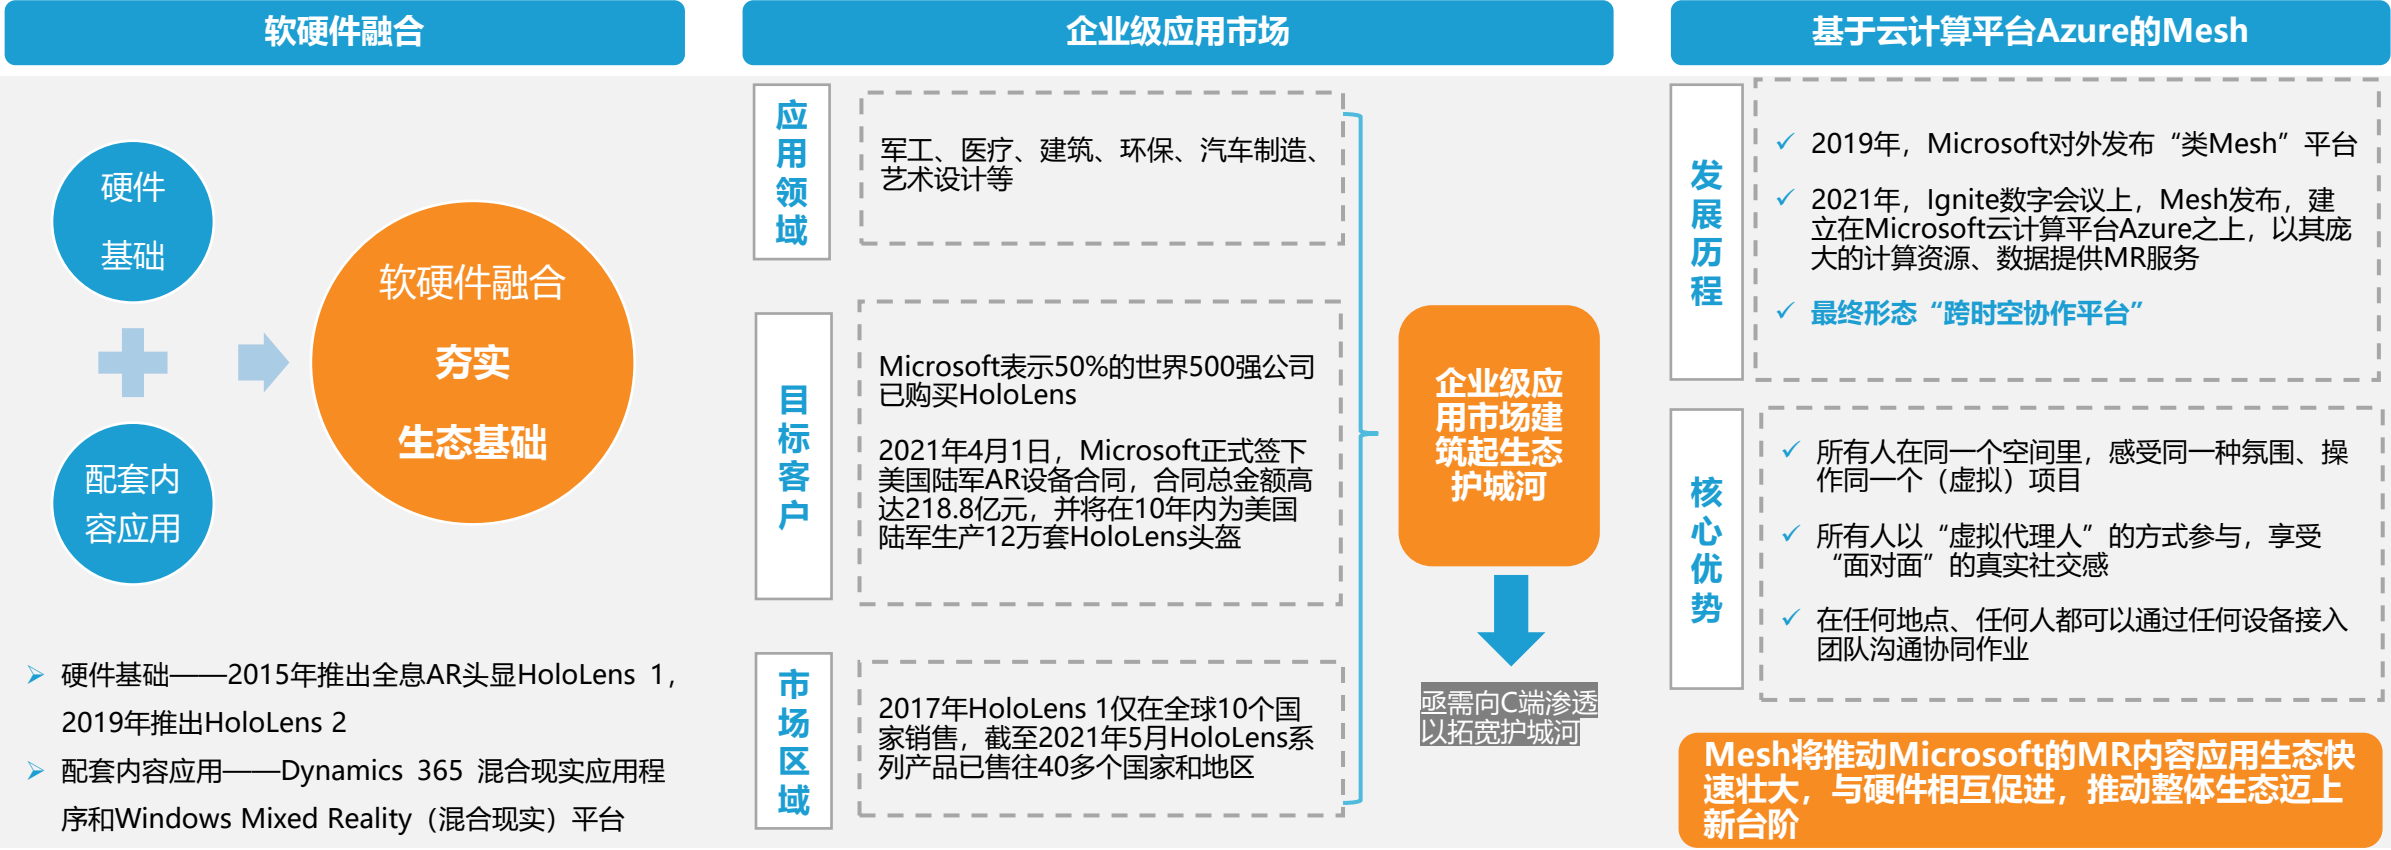 软硬件融合
硬件
基础
配套内
容应用
软硬件融合
夯实
生态基础
硬件基础——2015年推出全息AR头显HoloLens 1，
2019年推出HoloLens 2
配套内容应用——Dynamics 365 混合现实应用程
序和Windows Mixed Reality（混合现实）平台
企业级应用市场
应用领域
军工、医疗、建筑、环保、汽车制造、
艺术设计等
目标客户
Microsoft表示50%的世界500强公司
已购买HoloLens
2021年4月1日，Microsoft正式签下
美国陆军AR设备合同，合同总金额高
达218.8亿元，并将在10年内为美国
陆军生产12万套HoloLens头盔
市场区域
2017年HoloLens 1仅在全球10个国
家销售，截至2021年5月HoloLens系
列产品已售往40多个国家和地区
企业级应
用市场建
筑起生态
护城河
亟需向C端渗透
以拓宽护城河
基于云计算平台Azure的Mesh
发展历程
2019年，Microsoft对外发布“类Mesh”平台
2021年，Ignite数字会议上，Mesh发布，建
立在Microsoft云计算平台Azure之上，以其庞
大的计算资源、数据提供MR服务
最终形态“跨时空协作平台”
核心优势
所有人在同一个空间里，感受同一种氛围、操
作同一个（虚拟）项目
所有人以“虚拟代理人”的方式参与，享受
“面对面”的真实社交感
在任何地点、任何人都可以通过任何设备接入
团队沟通协同作业
Mesh将推动Microsoft的MR内容应用生态快
速壮大，与硬件相互促进，推动整体生态迈上
新台阶